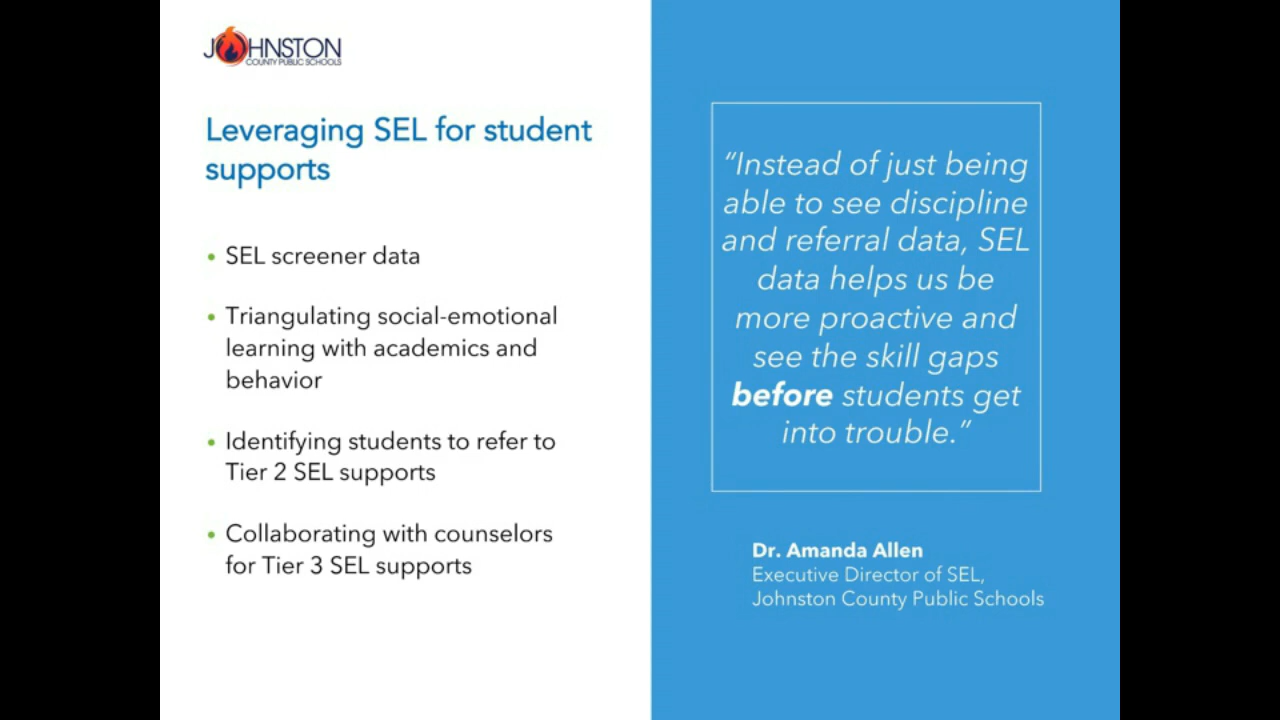 JOHNSTON
COUNTY PUBLIC SCHOOLS
Leveraging SEL for student
supports
• SEL screener data
• Triangulating social-emotional
learning with academics and
behavior
• Identifying students to refer to
Tier 2 SEL supports
• Collaborating with counselors
for Tier 3 SEL supports
“Instead of just being
able to see discipline
and referral data, SEL
data helps us be
more proactive and
see the skill gaps
before students get
into trouble.”
Dr. Amanda Allen
Executive Director of SEL,
Johnston County Public Schools